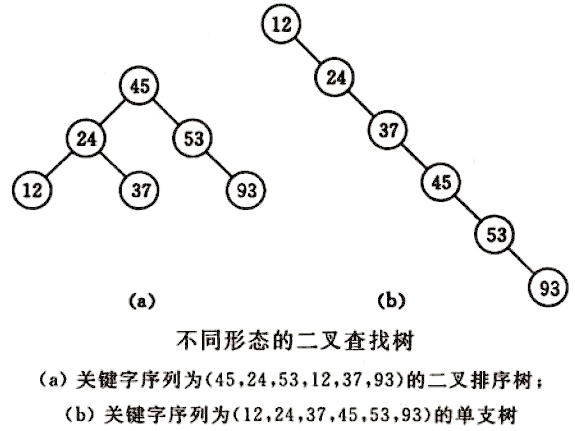 12
45
24
24
53
37
12
37
93
45
53
93
(a)
(b)
不同形态的二叉查找树
(a) 关键字序列为(45,24,53,12,37,93)的二叉排序树;
(b) 关键字序列为(12,24,37,45,53,93)的单支树